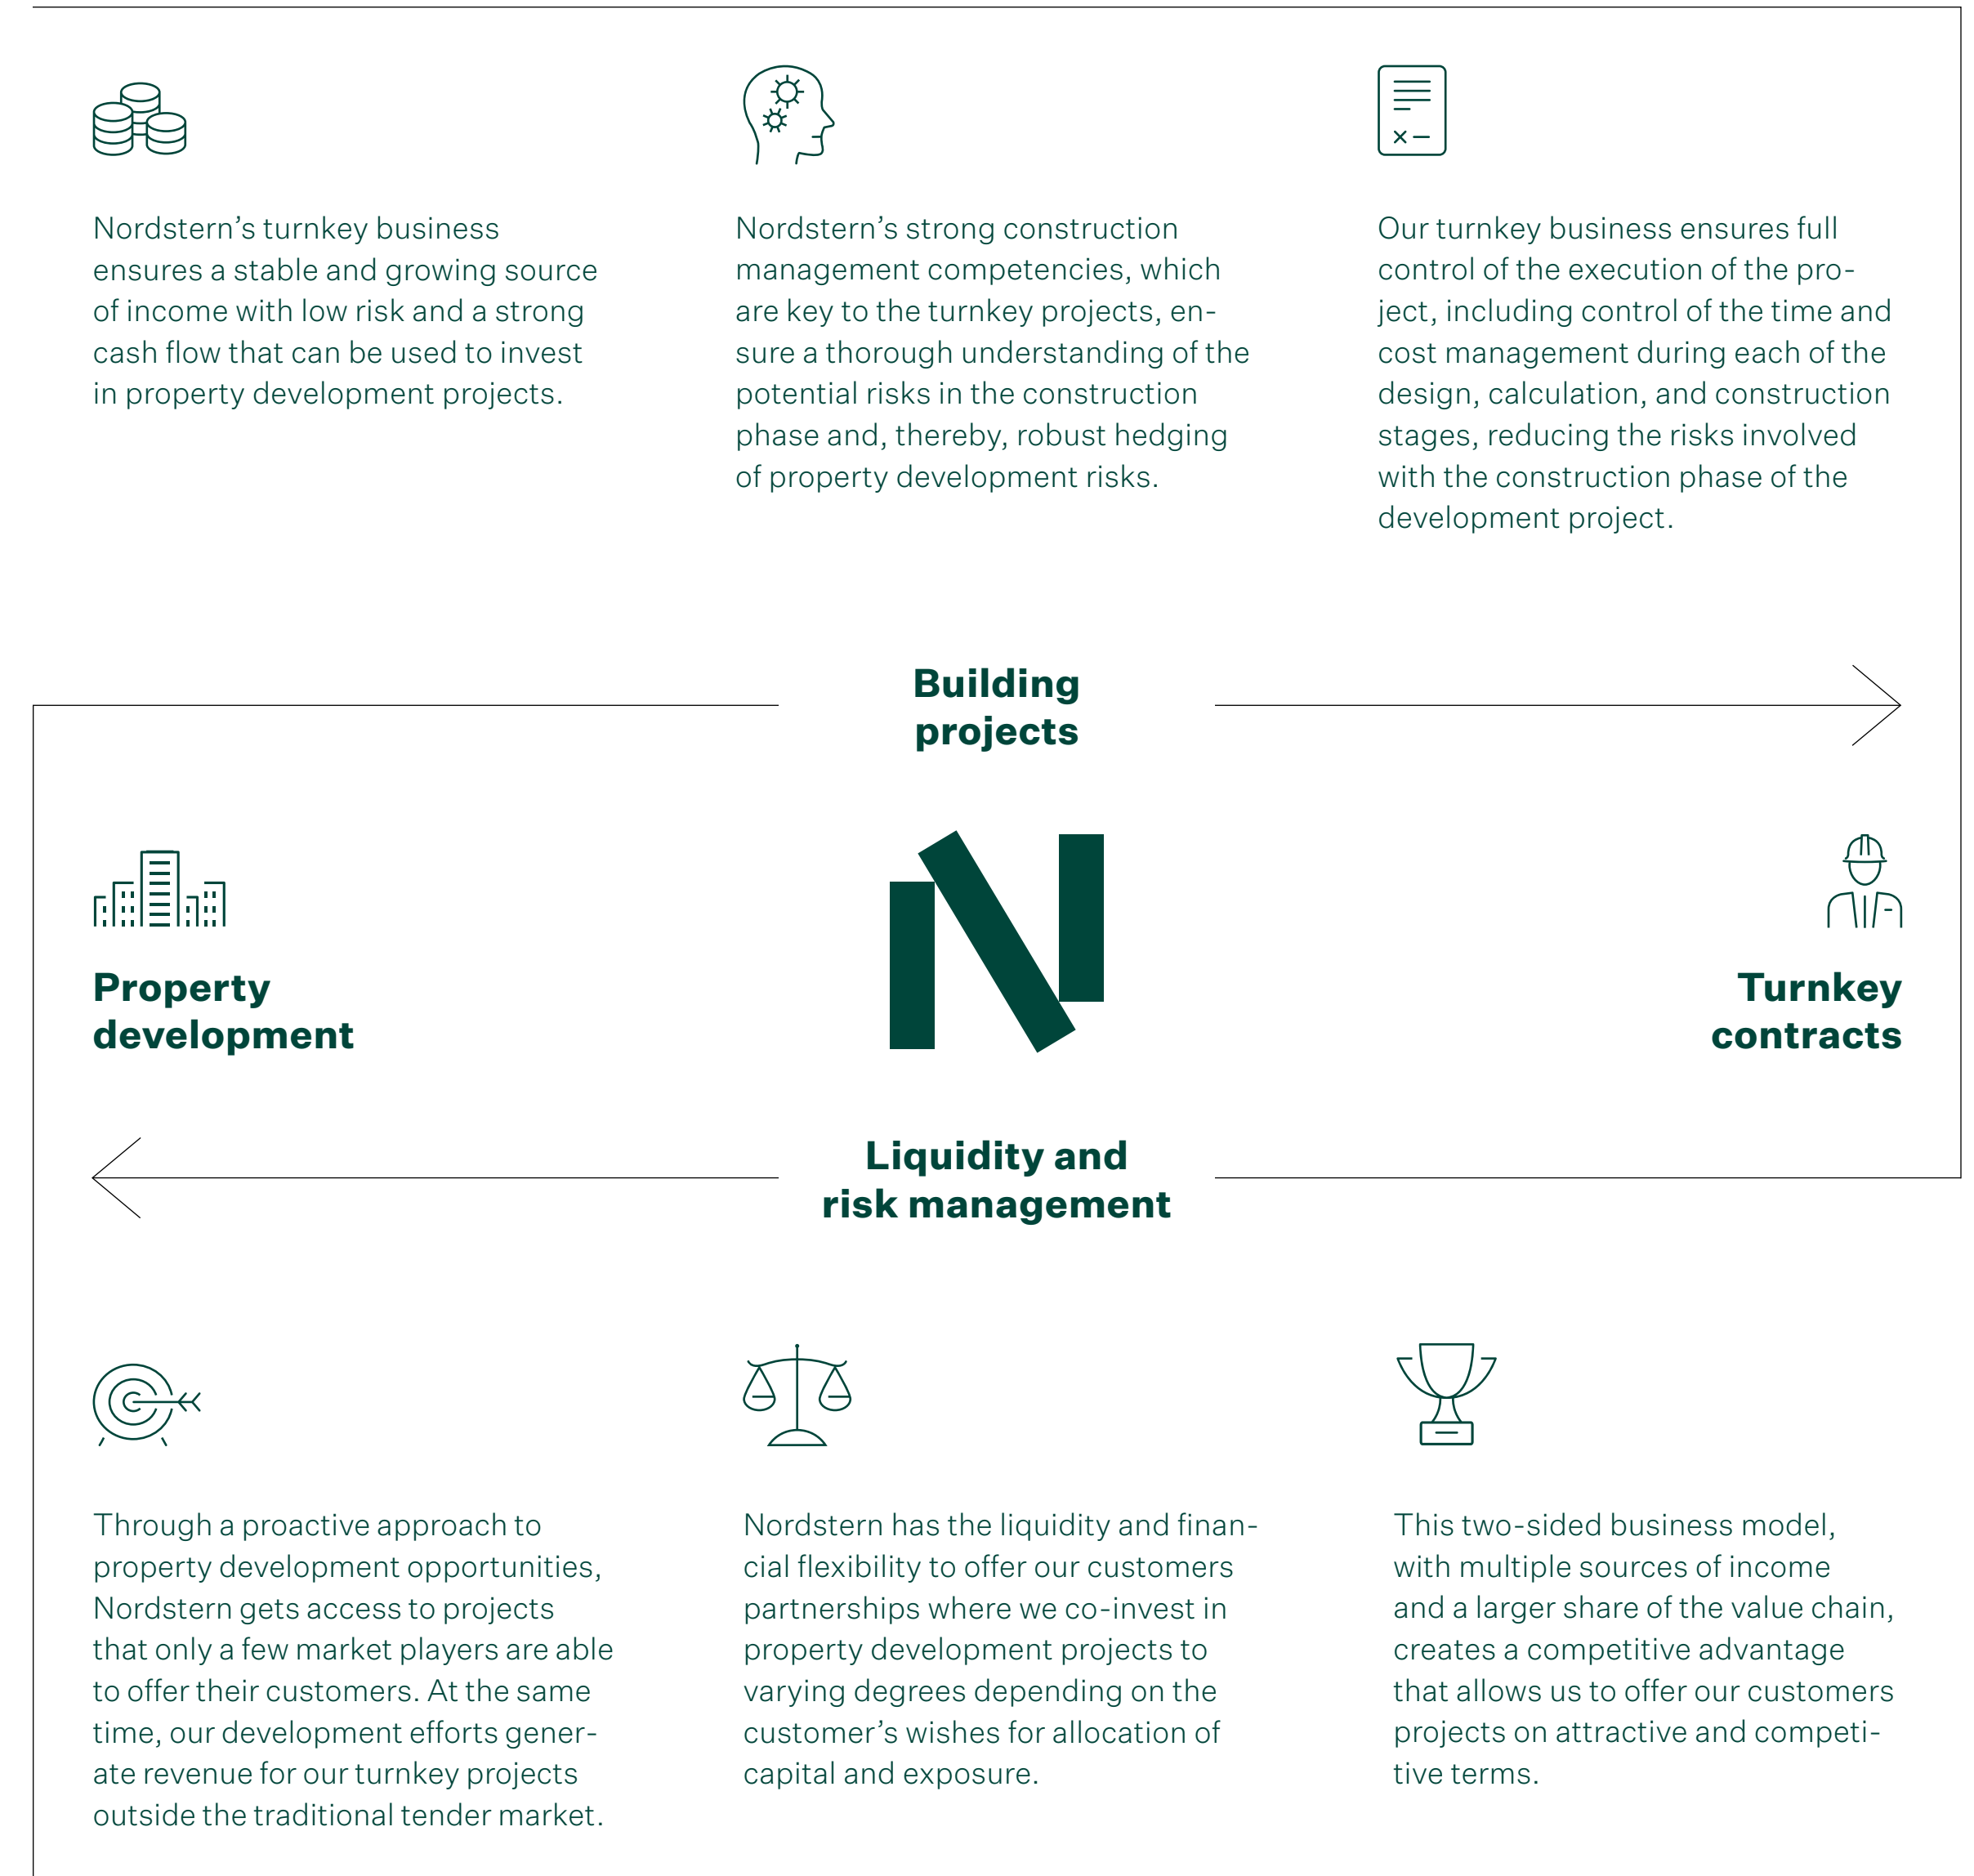 Nordstern’s turnkey business
ensures a stable and growing source
of income with low risk and a strong
cash flow that can be used to invest
in property development projects.
Nordstern’s strong construction
management competencies, which
are key to the turnkey projects, en-
sure a thorough understanding of the
potential risks in the construction
phase and, thereby, robust hedging
of property development risks.
Our turnkey business ensures full
control of the execution of the pro-
ject, including control of the time and
cost management during each of the
design, calculation, and construction
stages, reducing the risks involved
with the construction phase of the
development project.
Building
projects
Property
development
N
Turnkey
contracts
Liquidity and
risk management
Through a proactive approach to
property development opportunities,
Nordstern gets access to projects
that only a few market players are able
to offer their customers. At the same
time, our development efforts gener-
ate revenue for our turnkey projects
outside the traditional tender market.
Nordstern has the liquidity and finan-
cial flexibility to offer our customers
partnerships where we co-invest in
property development projects to
varying degrees depending on the
customer’s wishes for allocation of
capital and exposure.
This two-sided business model,
with multiple sources of income
and a larger share of the value chain,
creates a competitive advantage
that allows us to offer our customers
projects on attractive and competi-
tive terms.